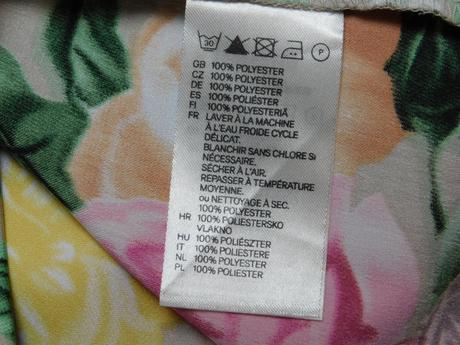 30 P
GB 100% POLYESTER
CZ 100% POLYESTER
DE 100% POLYESTER
ES 100% POLIÉSTER
FI 100% POLYESTERIÄ
FR LAVER À LA MACHINE
À L'EAU FROIDE CYCLE
DÉLICAT.
BLANCHIR SANS CHLORE SI
NÉCESSAIRE.
SÉCHER À L'AIR.
REPASSER À TEMPÉRATURE
MOYENNE.
ou NETTOYAGE À SEC.
100% POLYESTER
HR 100% POLIESTERSKO
VLAKNO
HU 100% POLIÉSZTER
IT 100% POLIESTERE
NL 100% POLYESTER
PL 100% POLIESTER